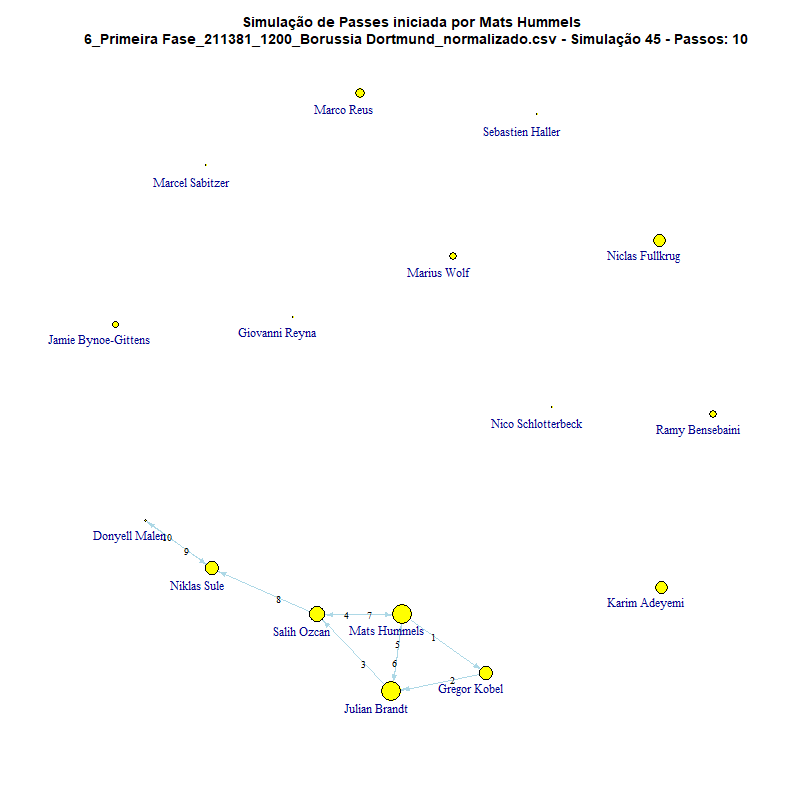 Simulação de Passes iniciada por Mats Hummels
6_Primeira Fase_211381_1200_Borussia Dortmund_normalizado.csv - Simulação 45 - Passos: 10
Marco Reus
Sebastien Haller
Marcel Sabitzer
Niclas Fullkrug
Marius Wolf
Jamie Bynoe-Gittens
Giovanni Reyna
Nico Schlotterbeck
Ramy Bensebaini
Donyell Malen
10
9
Niklas Sule
8
Karim Adeyemi
4
7
Salih Ozcan
Mats Hummels
1
5
3
6
2
Gregor Kobel
Julian Brandt